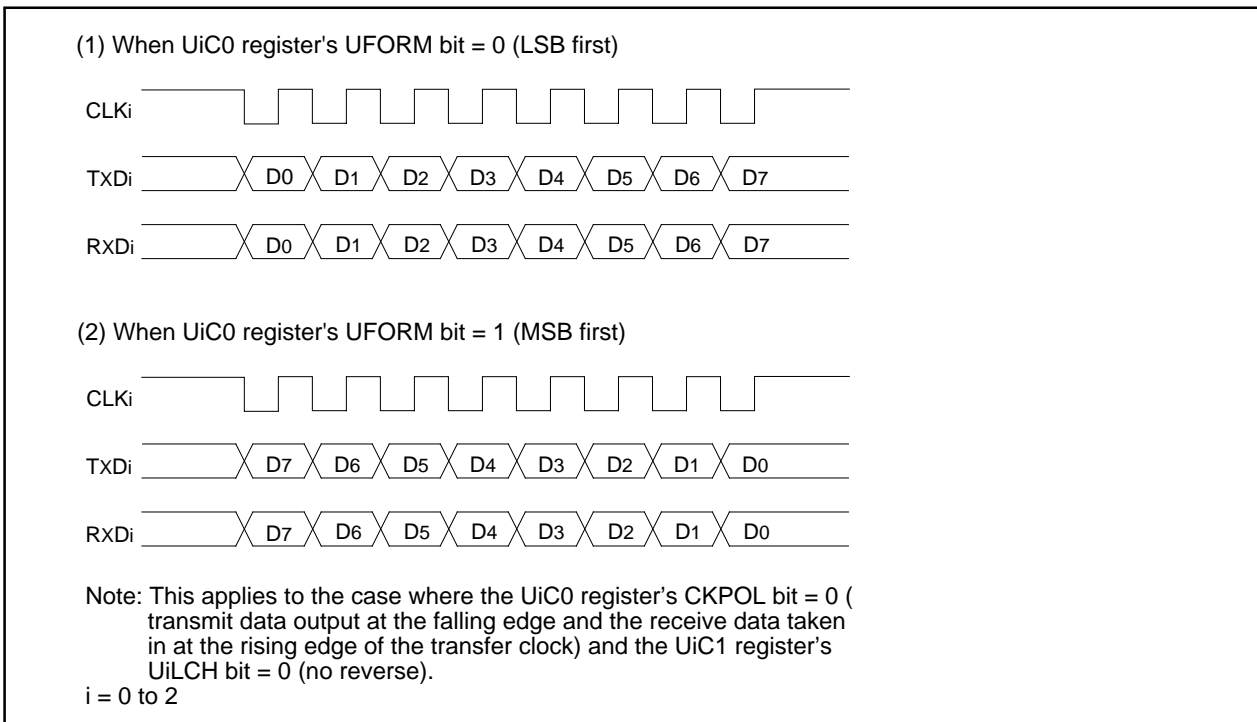 (1) When UiC0 register's UFORM bit = 0 (LSB first)
CLKi
TXDi D0 D1 D2 D3 D4 D5 D6 D7
RXDi D0 D1 D2 D3 D4 D5 D6 D7
(2) When UiC0 register's UFORM bit = 1 (MSB first)
CLKi
TXDi D7 D6 D5 D4 D3 D2 D1 D0
RXDi D7 D6 D5 D4 D3 D2 D1 D0
Note: This applies to the case where the UiC0 register’s CKPOL bit = 0 (
transmit data output at the falling edge and the receive data taken
in at the rising edge of the transfer clock) and the UiC1 register’s
UiLCH bit = 0 (no reverse).
i = 0 to 2